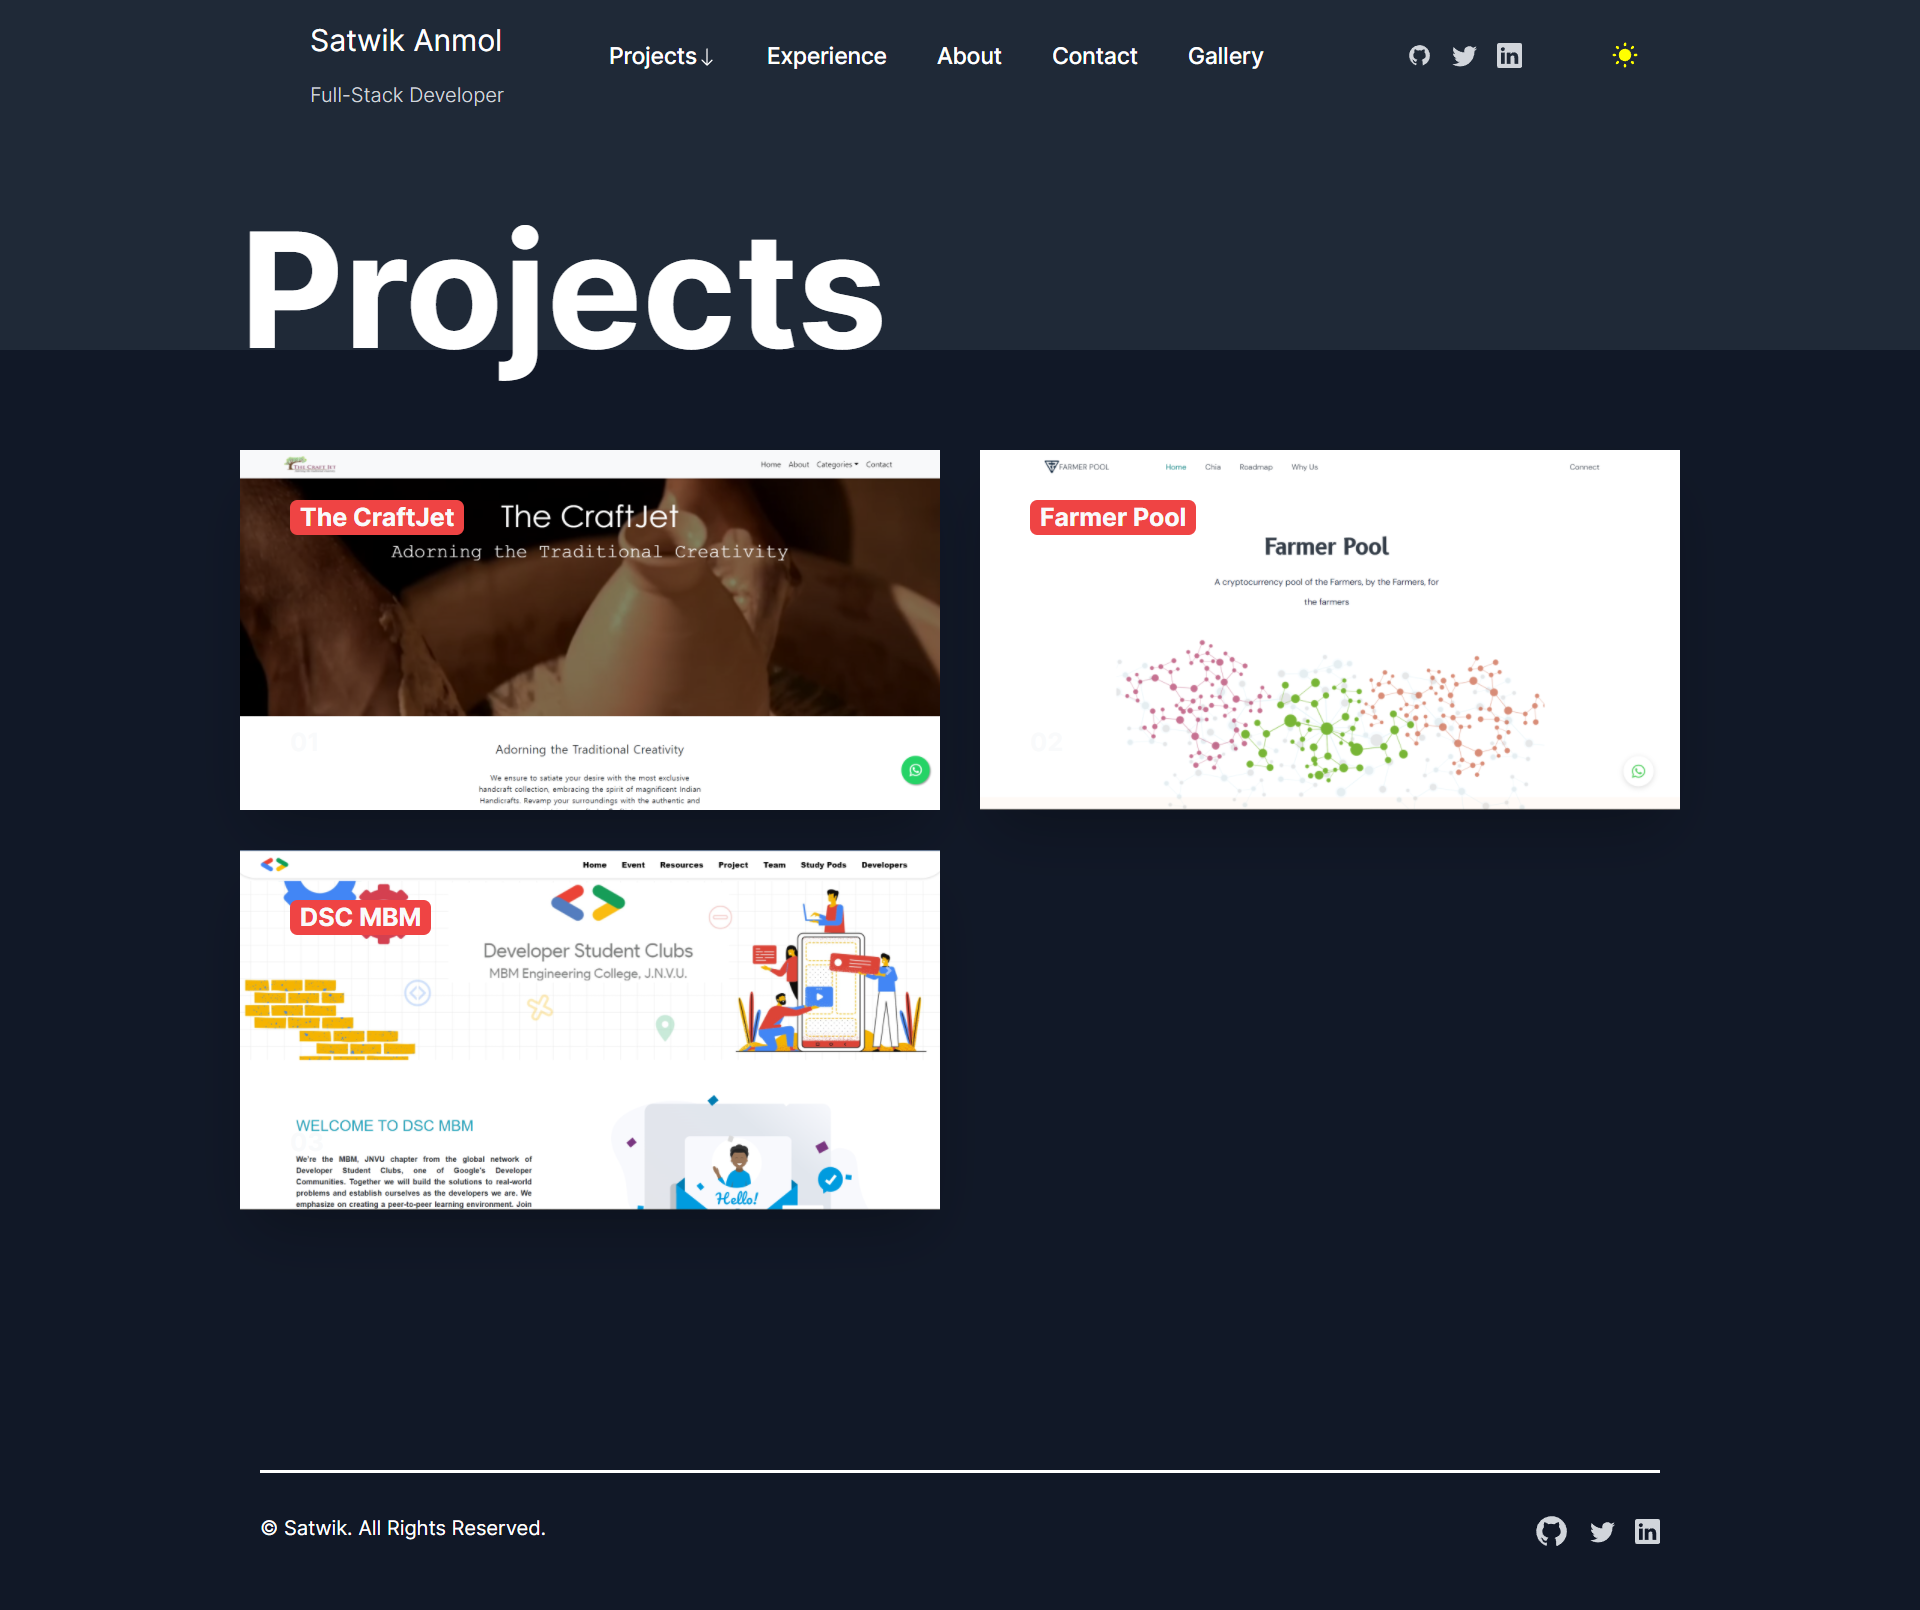 Satwik Anmol
Full-Stack Developer
Projects↓
Experience
About
Contact
Gallery
Projects
THE CRAFT JET
Home About Categories Contact
The CraftJet
The CraftJet
Adorning the Traditional Creativity
01
Adorning the Traditional Creativity
We ensure to satiate your desire with the most exclusive
handcraft collection, embracing the spirit of magnificent Indian
Handicrafts. Revamp your surroundings with the authentic and
FARMER POOL
Home Chia Roadmap Why Us
Connect
Farmer Pool
Farmer Pool
A cryptocurrency pool of the Farmers, by the Farmers, for
the farmers
02
Home Event Resources Project Team Study Pods Developers
DSC MBM
Developer Student Clubs
MBM Engineering College, J.N.V.U.
WELCOME TO DSC MBM
03
We're the MBM, JNVU chapter from the global network of
Developer Student Clubs, one of Google's Developer
Communities. Together we will build the solutions to real-world
problems and establish ourselves as the developers we are. We
emphasize on creating a peer-to-peer learning environment. Join
Hello!
© Satwik. All Rights Reserved.